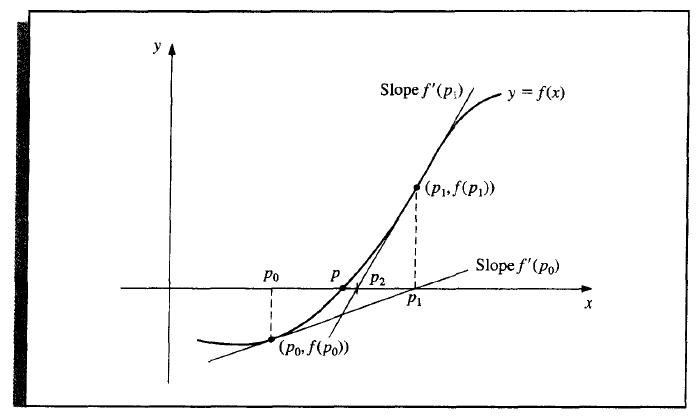 y
Slope f′(p₁)
y = f(x)
(p₁, f(p₁))
Slope f′(p₀)
p₀
p
p₂
p₁
x
(p₀, f(p₀))